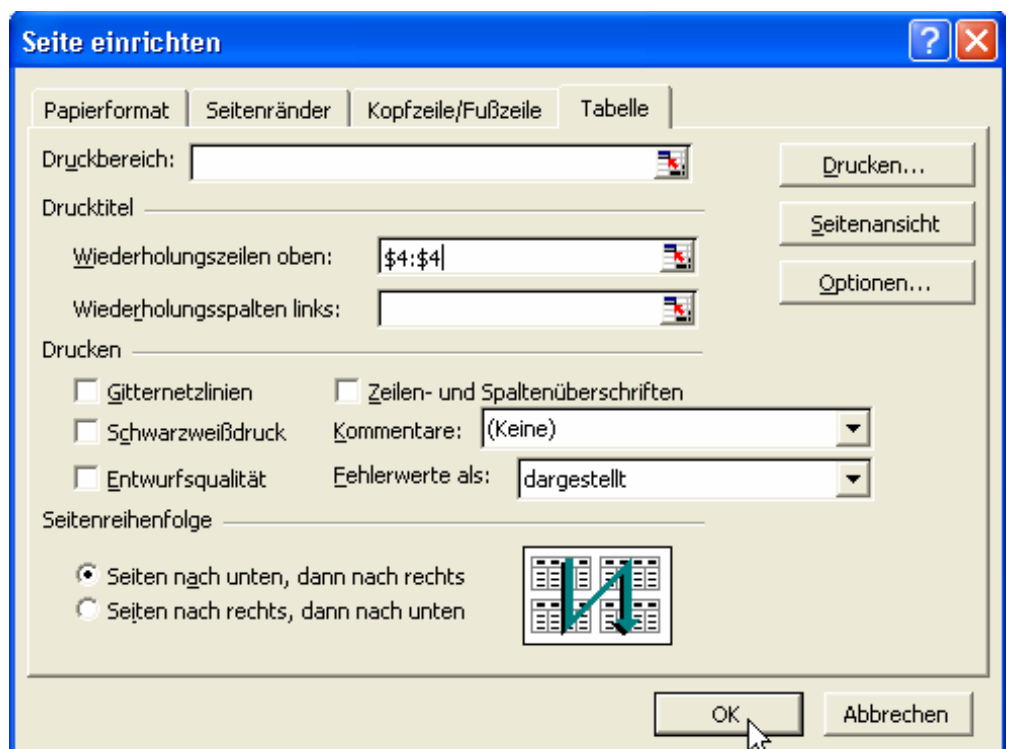 Seite einrichten
Papierformat Seitenränder Kopfzeile/Fußzeile Tabelle
Druckbereich:
Drucken...
Drucktitel
Seitenansicht
Wiederholungszeilen oben: $4:$4
Optionen...
Wiederholungsspalten links:
Drucken
Gitternetzlinien Zeilen- und Spaltenüberschriften
Schwarzweißdruck Kommentare: (Keine)
Entwurfsqualität Fehlerwerte als: dargestellt
Seitenreihenfolge
Seiten nach unten, dann nach rechts
Seiten nach rechts, dann nach unten
OK Abbrechen